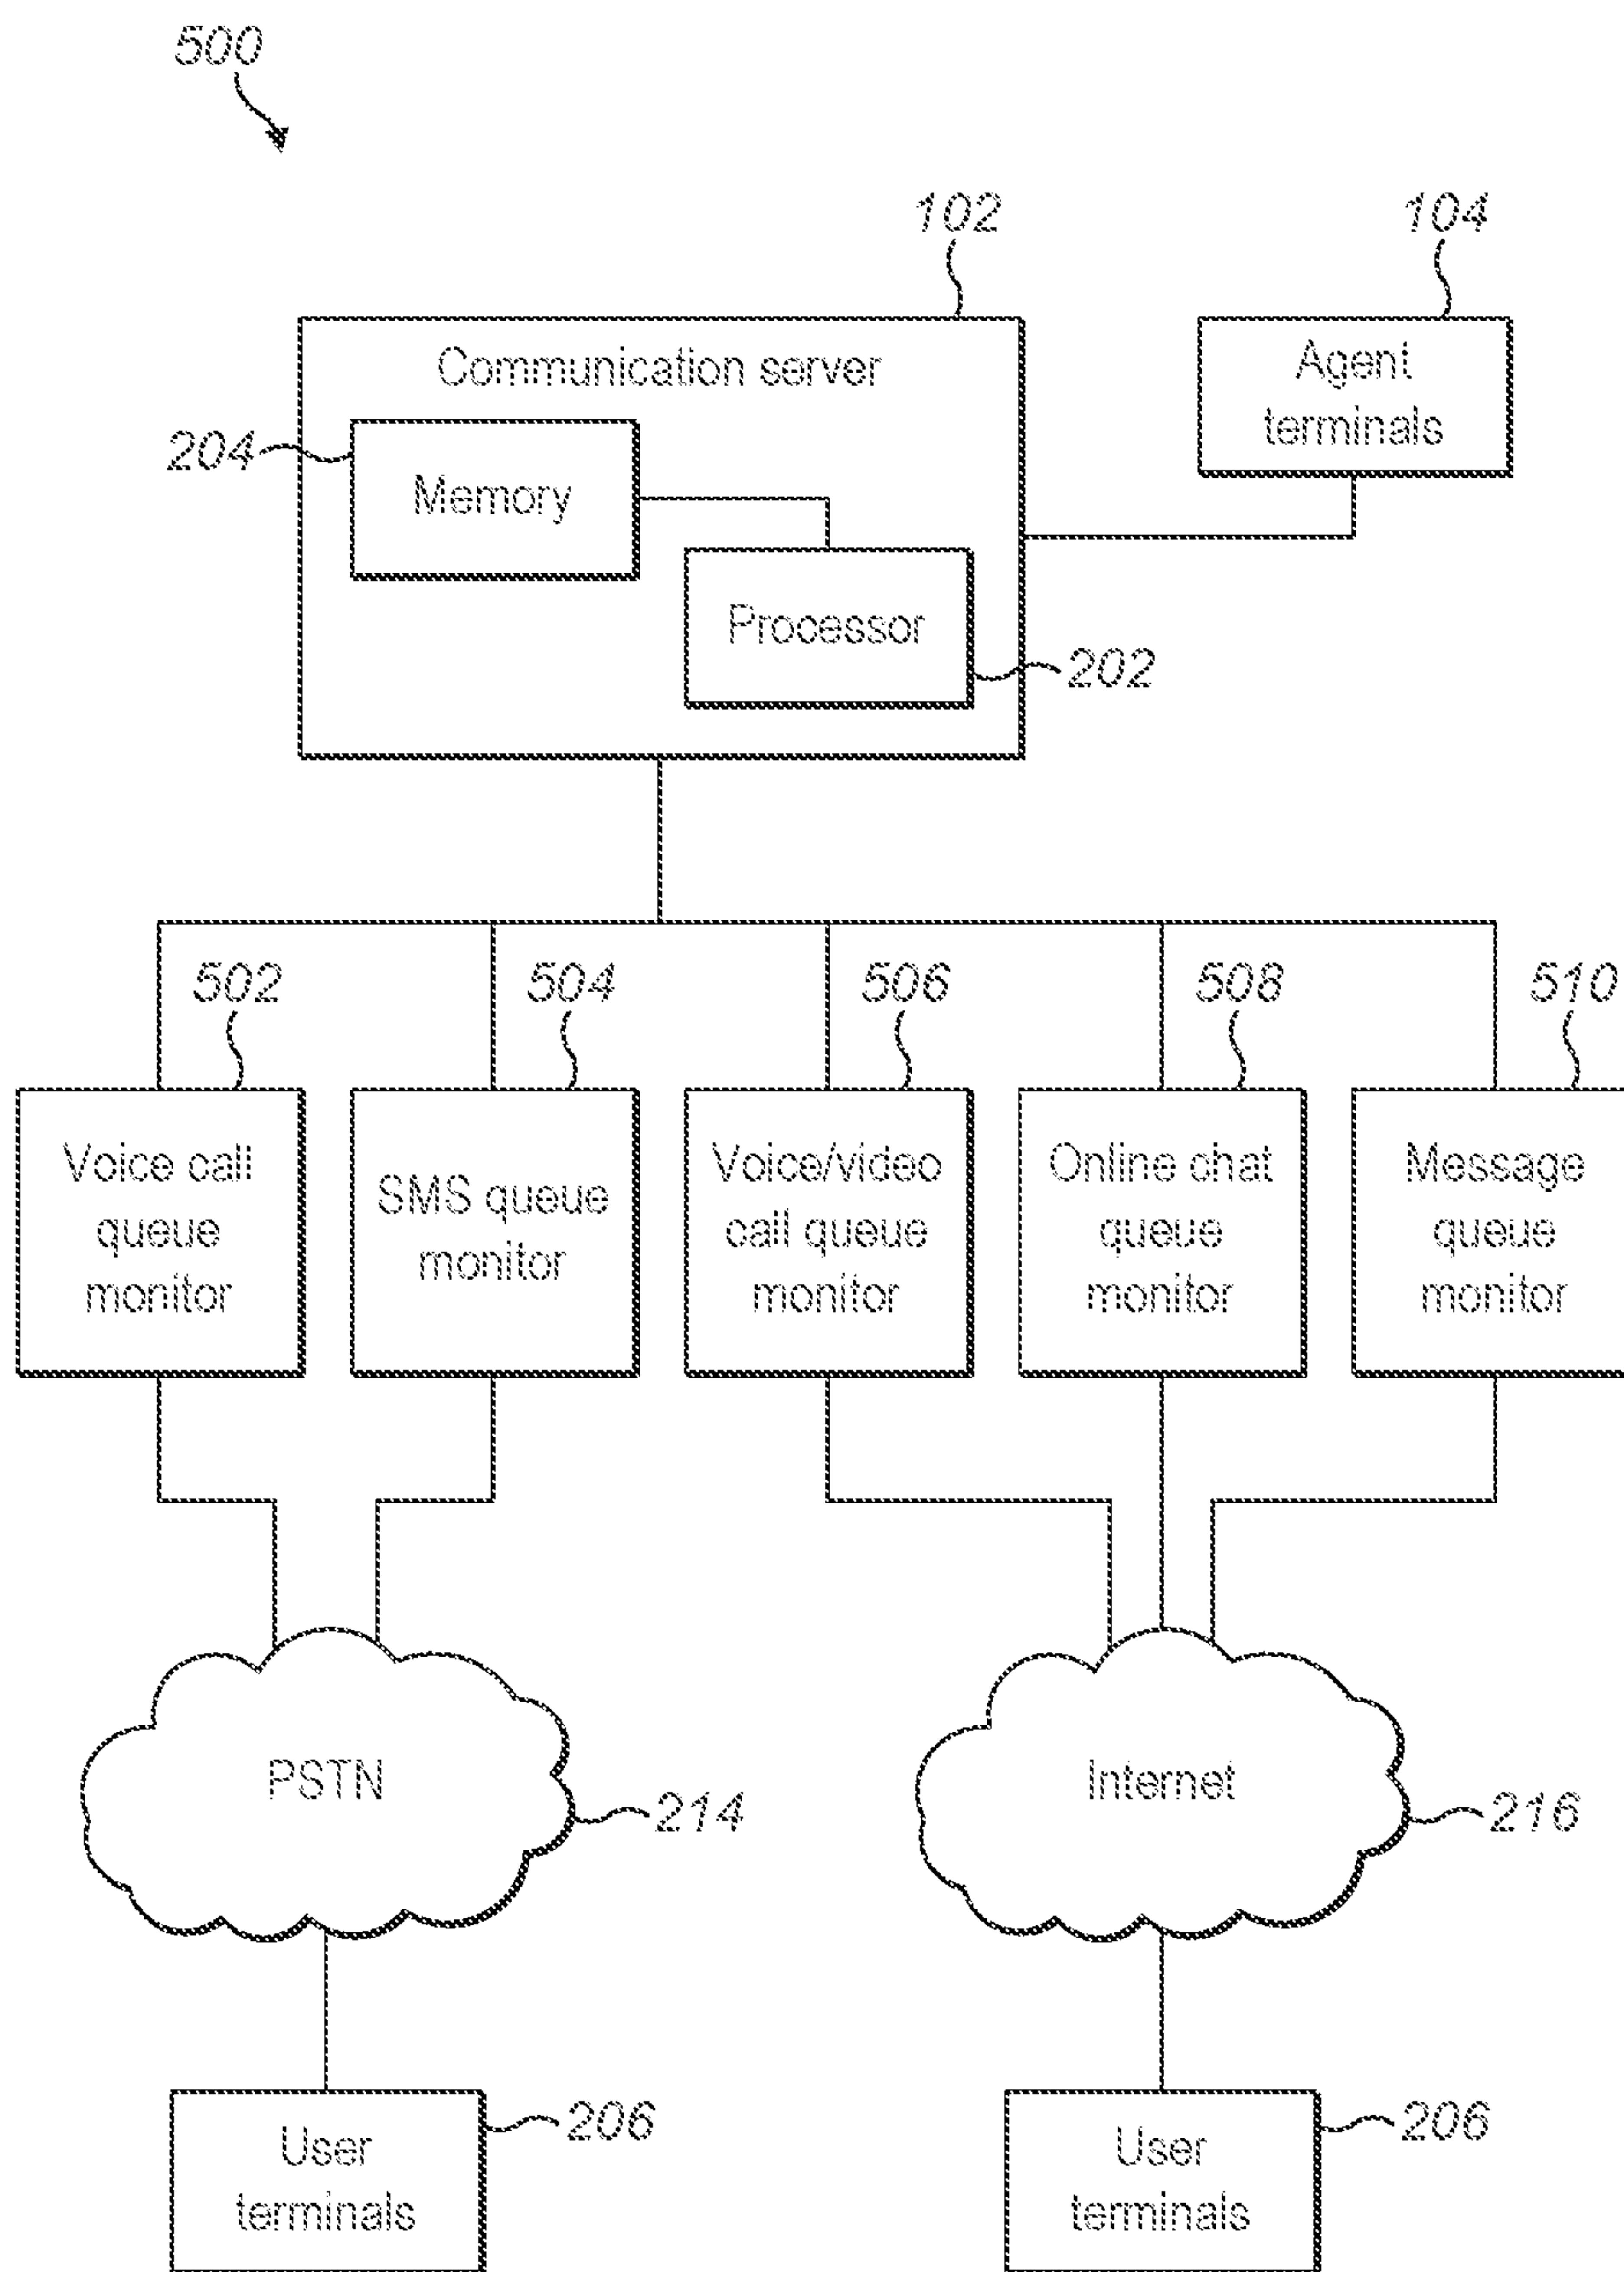 500
102
104
Communication server
Agent
terminals
204
Memory
Processor
202
502
504
506
508
510
Voice call
queue
monitor
SMS queue
monitor
Voice/video
call queue
monitor
Online chat
queue
monitor
Message
queue
monitor
PSTN
214
Internet
216
User
terminals
206
User
terminals
206